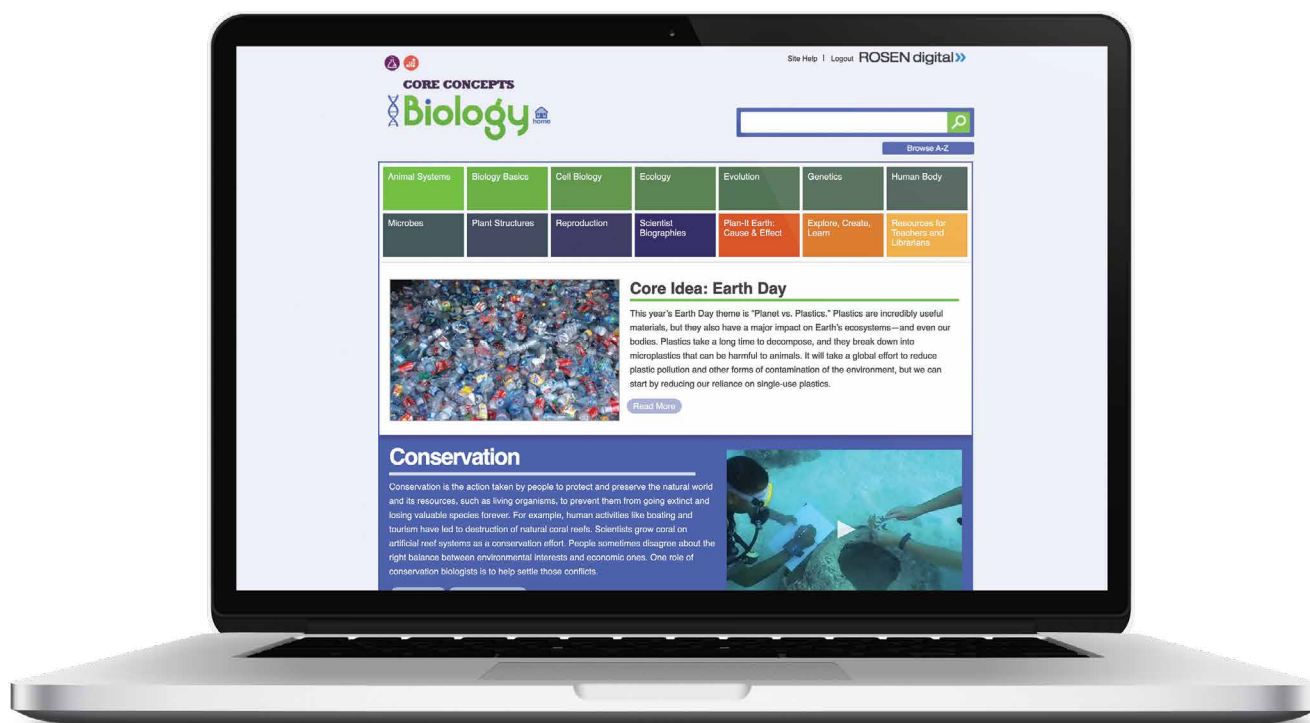 Site Help | Logout ROSEN digital»
CORE CONCEPTS
Biology
home
Browse A-Z
Animal Systems
Biology Basics
Cell Biology
Ecology
Evolution
Genetics
Human Body
Microbes
Plant Structures
Reproduction
Scientist
Biographies
Plan-It Earth:
Cause & Effect
Explore, Create,
Learn
Resources for
Teachers and
Librarians
Core Idea: Earth Day
This year's Earth Day theme is "Planet vs. Plastics." Plastics are incredibly useful
materials, but they also have a major impact on Earth's ecosystems—and even our
bodies. Plastics take a long time to decompose, and they break down into
microplastics that can be harmful to animals. It will take a global effort to reduce
plastic pollution and other forms of contamination of the environment, but we can
start by reducing our reliance on single-use plastics.
Read More
Conservation
Conservation is the action taken by people to protect and preserve the natural world
and its resources, such as living organisms, to prevent them from going extinct and
losing valuable species forever. For example, human activities like boating and
tourism have led to destruction of natural coral reefs. Scientists grow coral on
artificial reef systems as a conservation effort. People sometimes disagree about the
right balance between environmental interests and economic ones. One role of
conservation biologists is to help settle those conflicts.